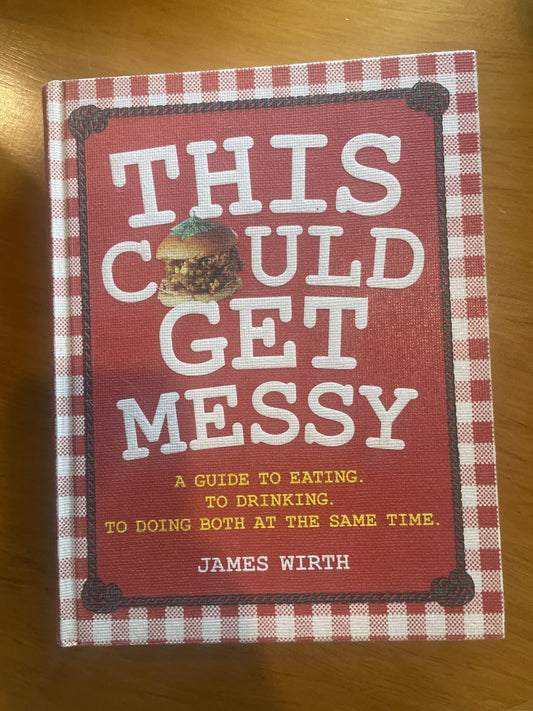 THIS
COULD
GET
MESSY
A GUIDE TO EATING.
TO DRINKING.
TO DOING BOTH AT THE SAME TIME.
JAMES WIRTH